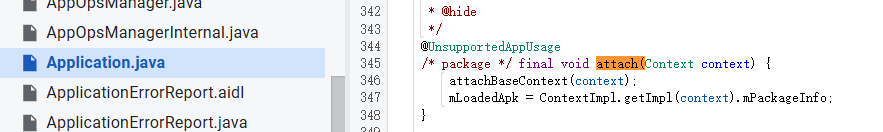 AppOpsManager.java
AppOpsManagerInternal.java
Application.java
ApplicationErrorReport.aidl
ApplicationErrorReport.java
342 * @hide
343 */
344 @UnsupportedAppUsage
345 /* package */ final void attach(Context context) {
346 attachBaseContext(context);
347 mLoadedApk = ContextImpl.getImpl(context).mPackageInfo;
348 }
349